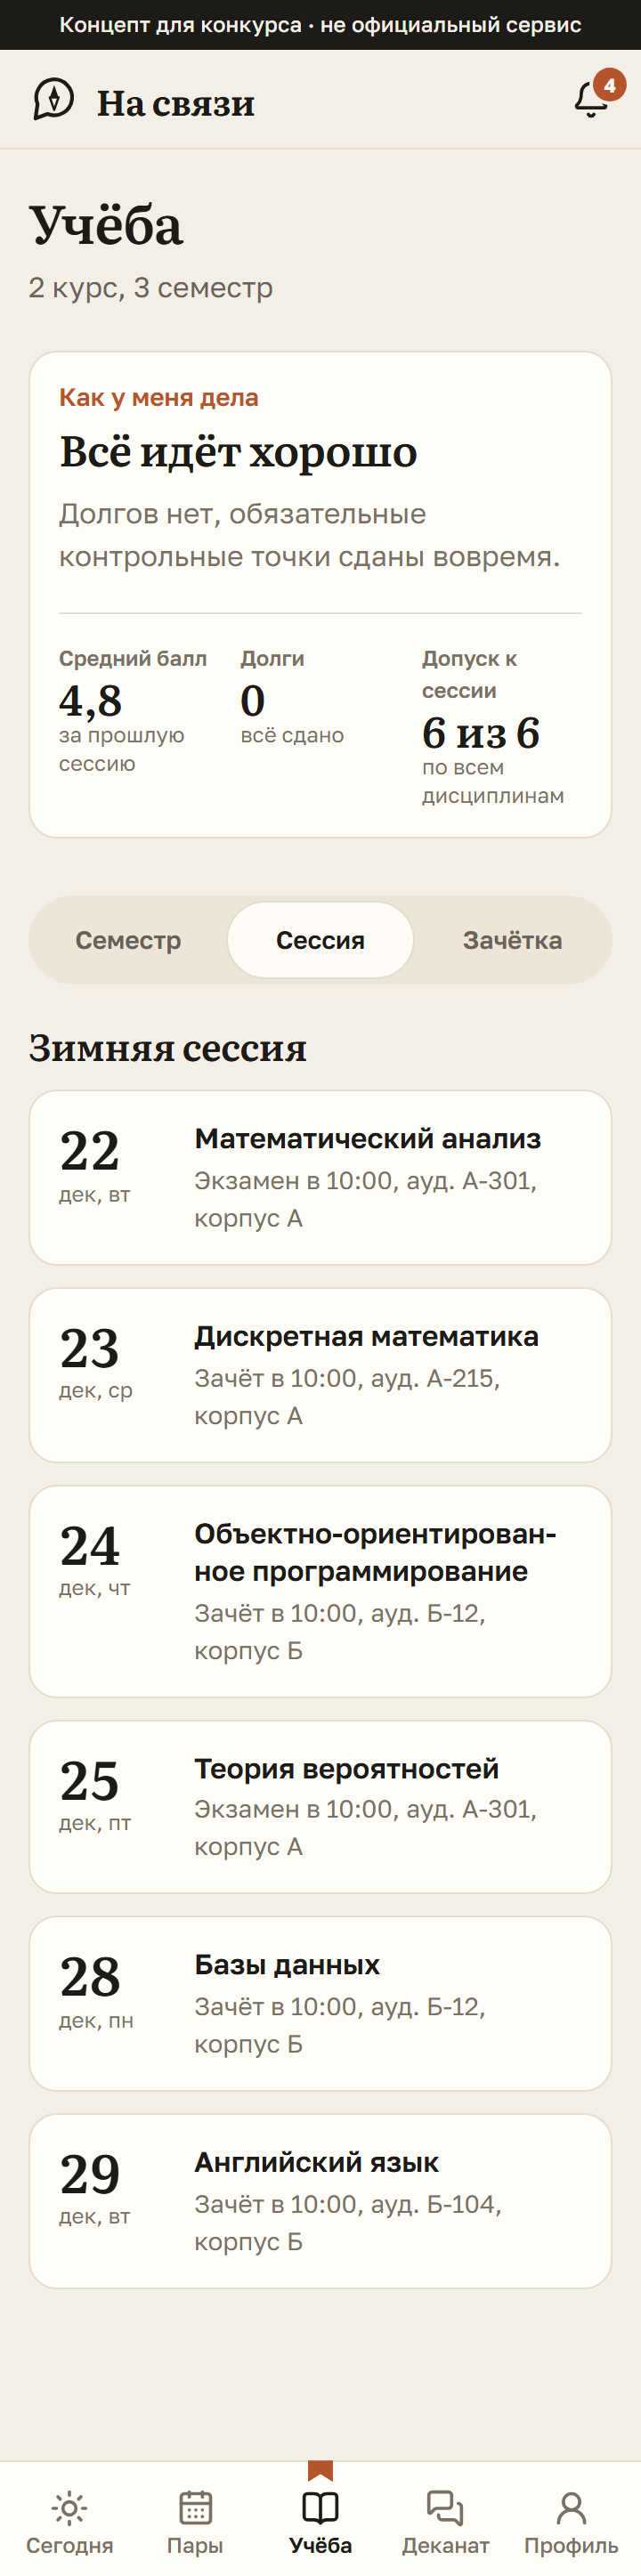 Концепт для конкурса · не официальный сервис
На связи
4
Учёба
2 курс, 3 семестр
Как у меня дела
Всё идёт хорошо
Долгов нет, обязательные
контрольные точки сданы вовремя.
Средний балл
4,8
за прошлую
сессию
Долги
0
всё сдано
Допуск к
сессии
6 из 6
по всем
дисциплинам
Семестр
Сессия
Зачётка
Зимняя сессия
22
дек, вт
Математический анализ
Экзамен в 10:00, ауд. А-301,
корпус А
23
дек, ср
Дискретная математика
Зачёт в 10:00, ауд. А-215,
корпус А
24
дек, чт
Объектно-ориентирован-
ное программирование
Зачёт в 10:00, ауд. Б-12,
корпус Б
25
дек, пт
Теория вероятностей
Экзамен в 10:00, ауд. А-301,
корпус А
28
дек, пн
Базы данных
Зачёт в 10:00, ауд. Б-12,
корпус Б
29
дек, вт
Английский язык
Зачёт в 10:00, ауд. Б-104,
корпус Б
Сегодня
Пары
Учёба
Деканат
Профиль